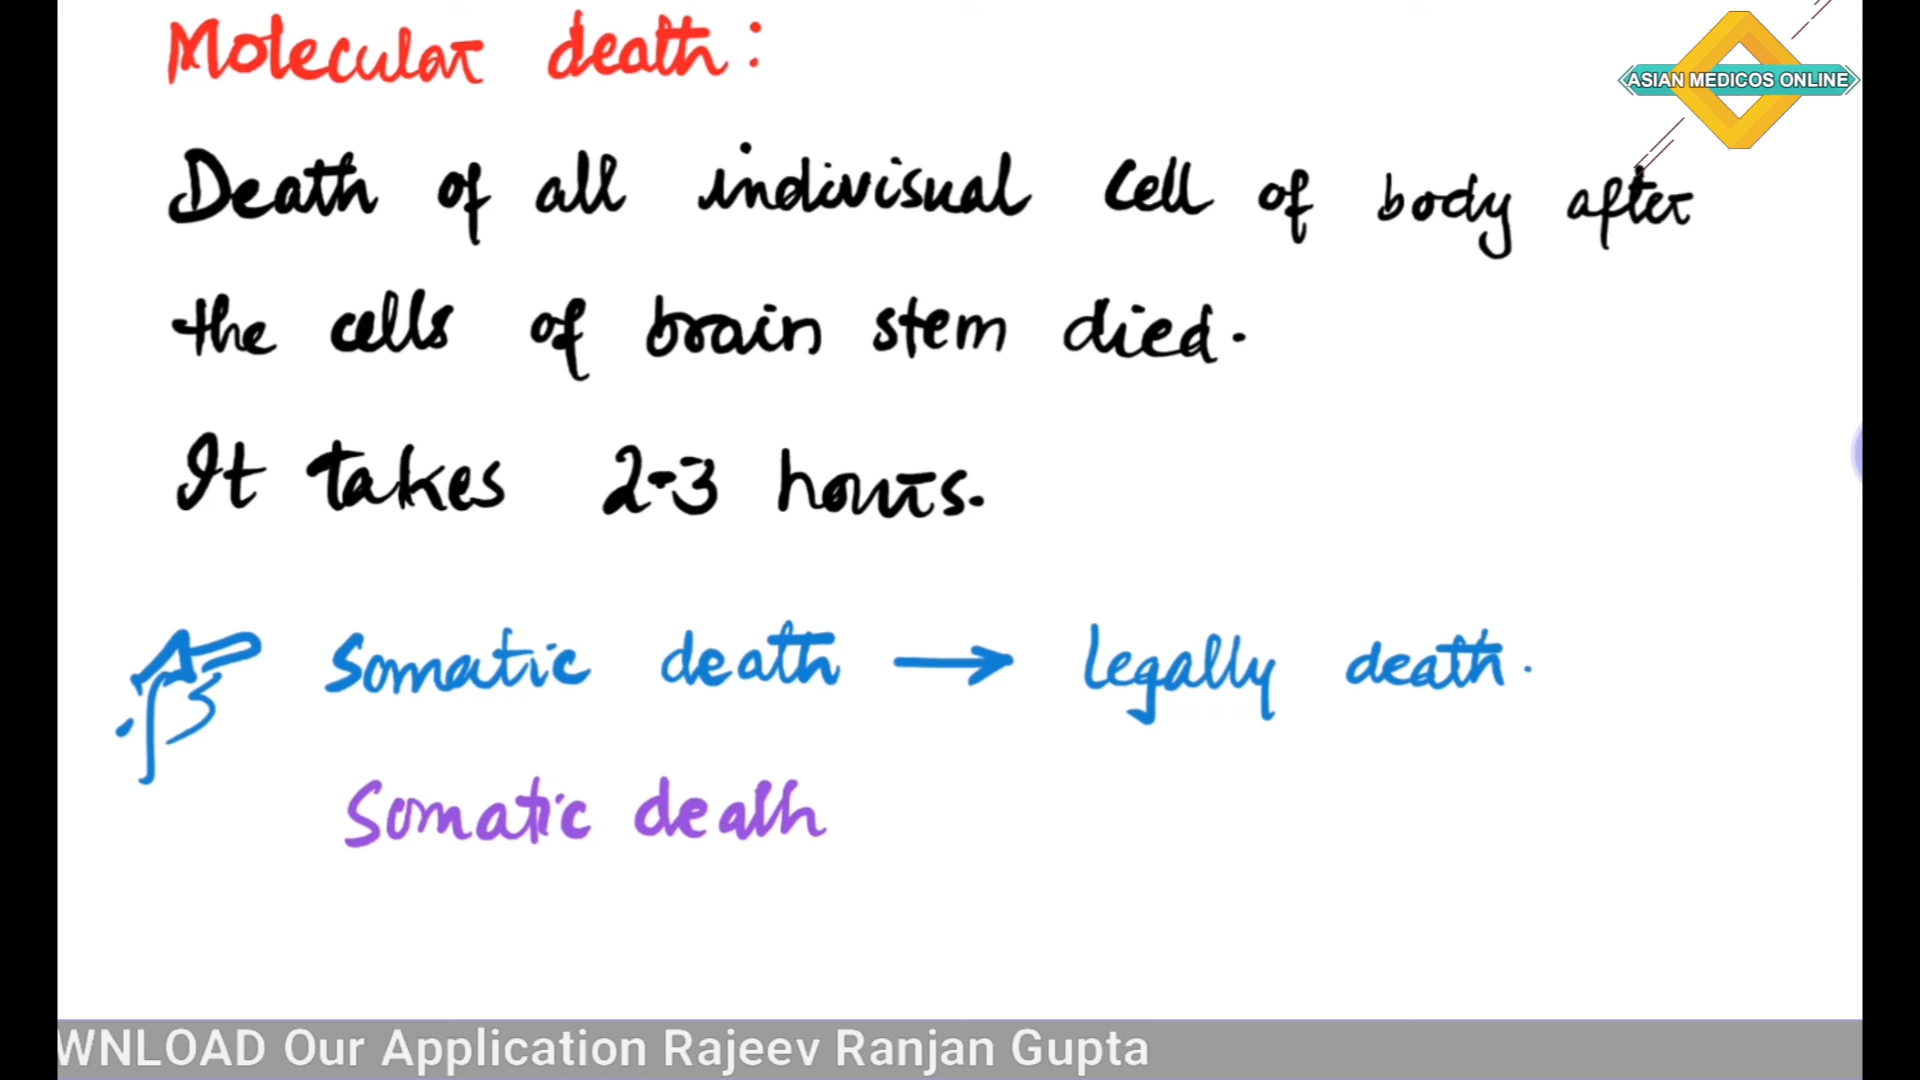 Molecular death:
ASIAN MEDICOS ONLINE
Death of all indivisual cell of body after
the cells of brain stem died.
It takes 2-3 hours.
Somatic death → legally death.
Somatic death
WNLOAD Our Application Rajeev Ranjan Gupta